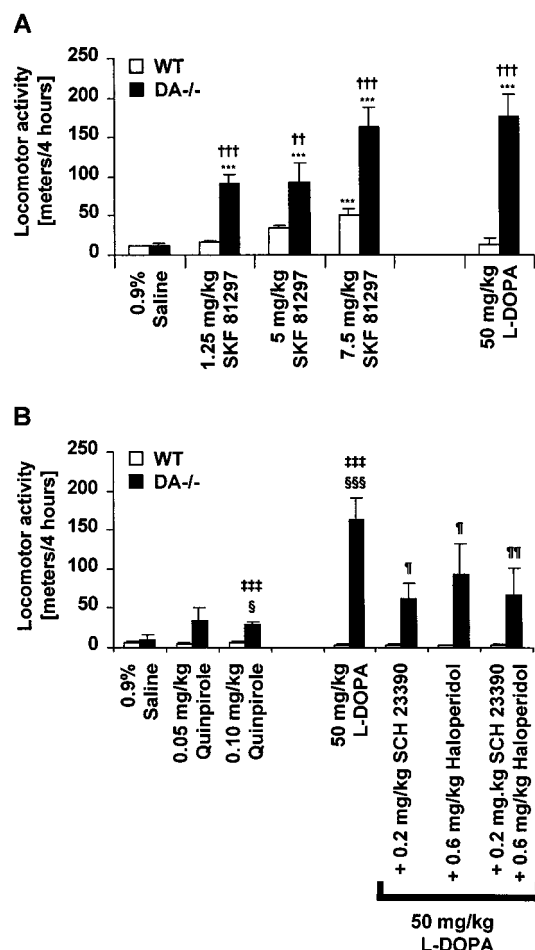 A
Locomotor activity
[meters/4 hours]
250
200
150
100
50
0
WT
DA-/-
†††
***
††
***
†††
***
***
†††
***
0.9%
Saline
1.25 mg/kg
SKF 81297
5 mg/kg
SKF 81297
7.5 mg/kg
SKF 81297
50 mg/kg
L-DOPA
B
Locomotor activity
[meters/4 hours]
250
200
150
100
50
0
WT
DA-/-
‡‡‡
§
‡‡‡
§§§
¶
¶
¶¶
0.9%
Saline
0.05 mg/kg
Quinpirole
0.10 mg/kg
Quinpirole
50 mg/kg
L-DOPA
+ 0.2 mg/kg SCH 23390
+ 0.6 mg/kg Haloperidol
+ 0.2 mg.kg SCH 23390
+ 0.6 mg/kg Haloperidol
50 mg/kg
L-DOPA